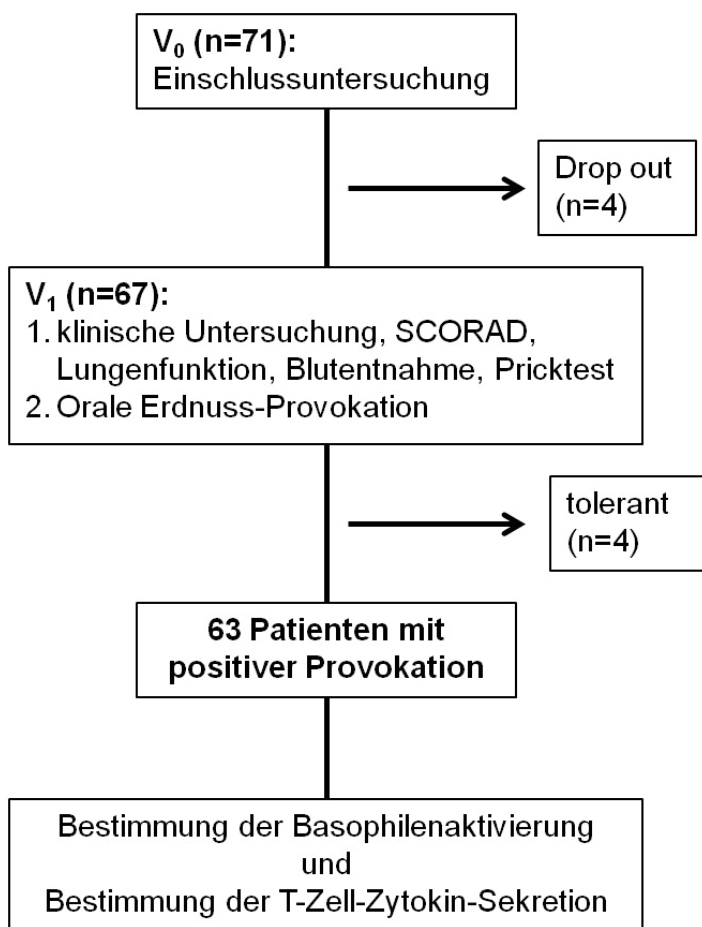 V₀ (n=71):
Einschlussuntersuchung
Drop out
(n=4)
V₁ (n=67):
1. klinische Untersuchung, SCORAD,
Lungenfunktion, Blutentnahme, Pricktest
2. Orale Erdnuss-Provokation
tolerant
(n=4)
63 Patienten mit
positiver Provokation
Bestimmung der Basophilenaktivierung
und
Bestimmung der T-Zell-Zytokin-Sekretion